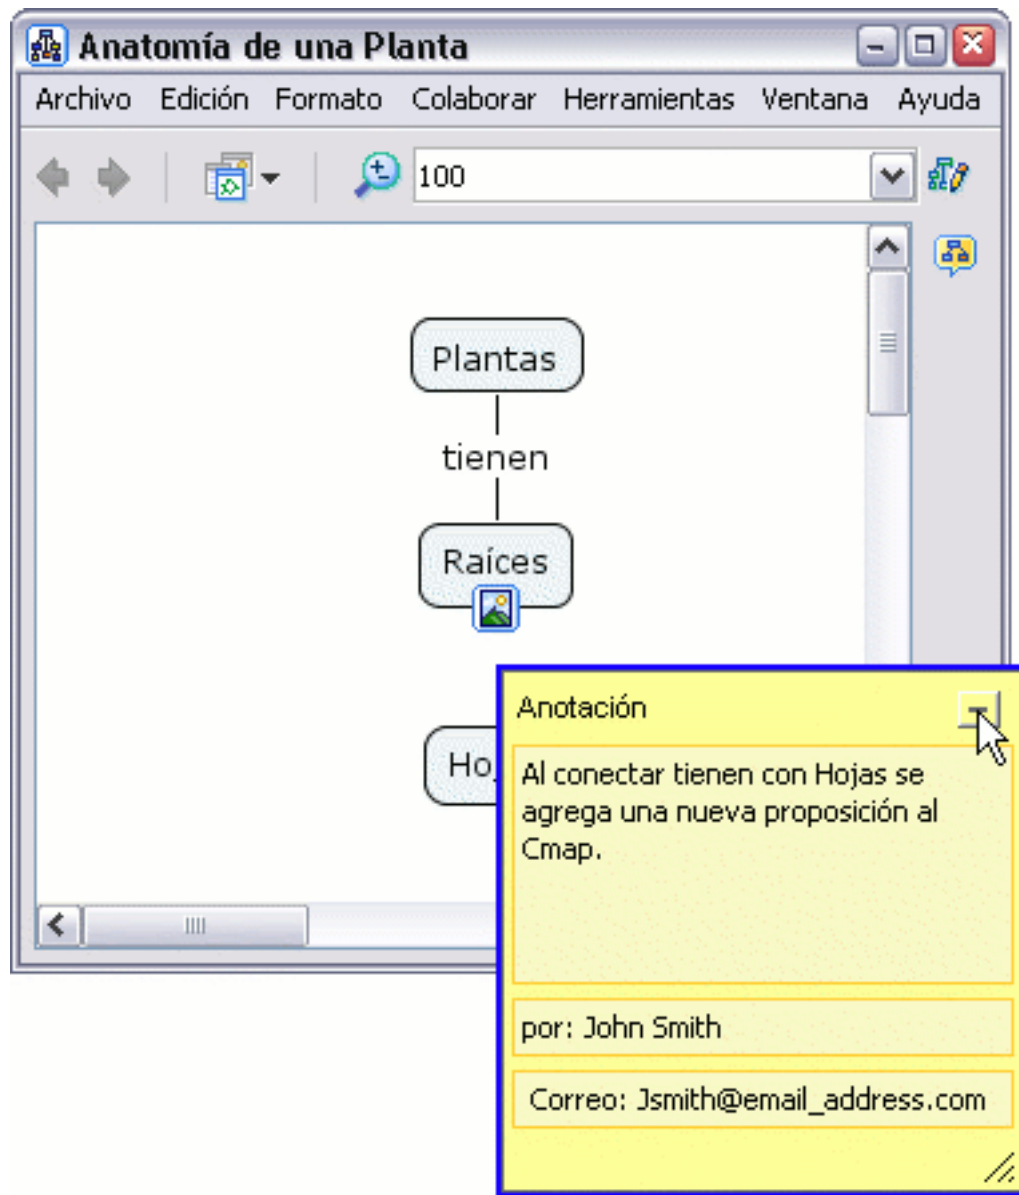 Anatomía de una Planta
Archivo Edición Formato Colaborar Herramientas Ventana Ayuda
100
Plantas
tienen
Raíces
Anotación
Al conectar tienen con Hojas se
agrega una nueva proposición al
Cmap.
por: John Smith
Correo: Jsmith@email_address.com